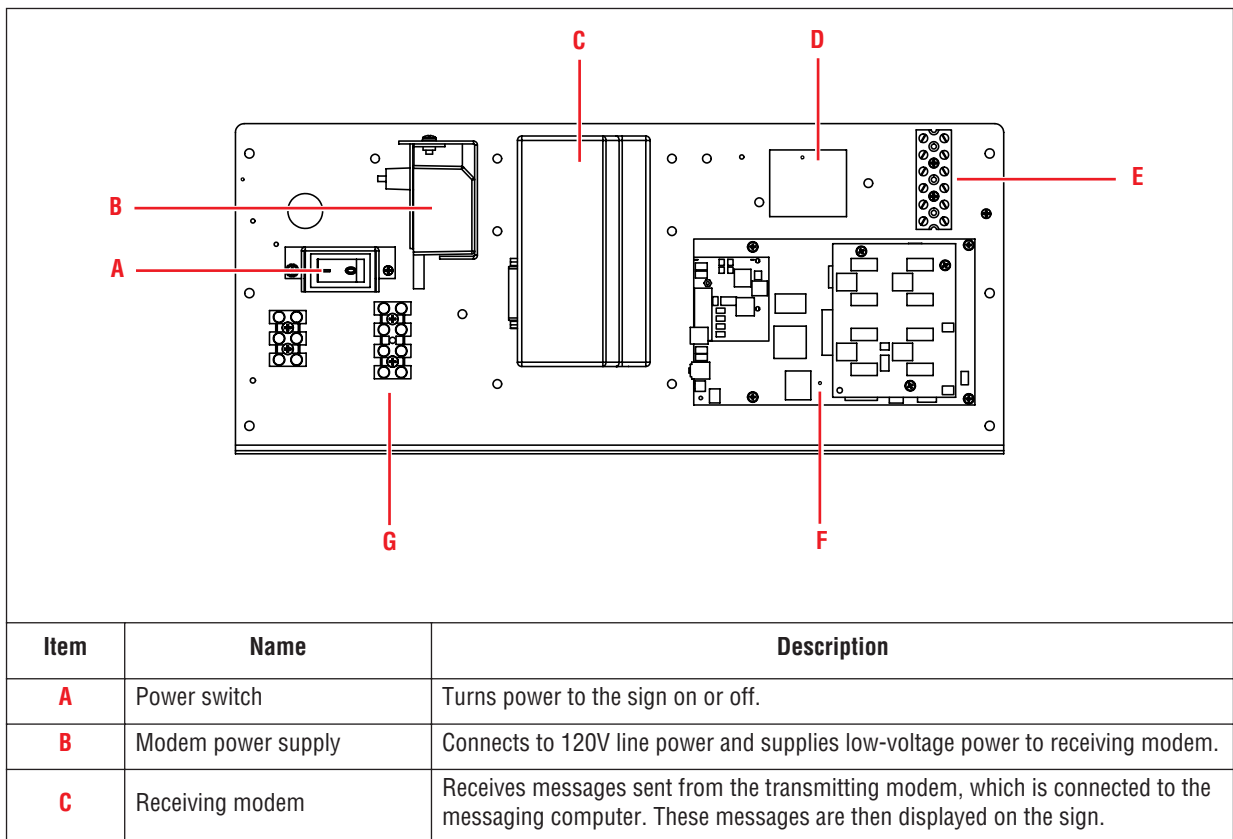 C
D
B
E
A
G
F
Item Name Description
A Power switch Turns power to the sign on or off.
B Modem power supply Connects to 120V line power and supplies low-voltage power to receiving modem.
C Receiving modem Receives messages sent from the transmitting modem, which is connected to the
messaging computer. These messages are then displayed on the sign.